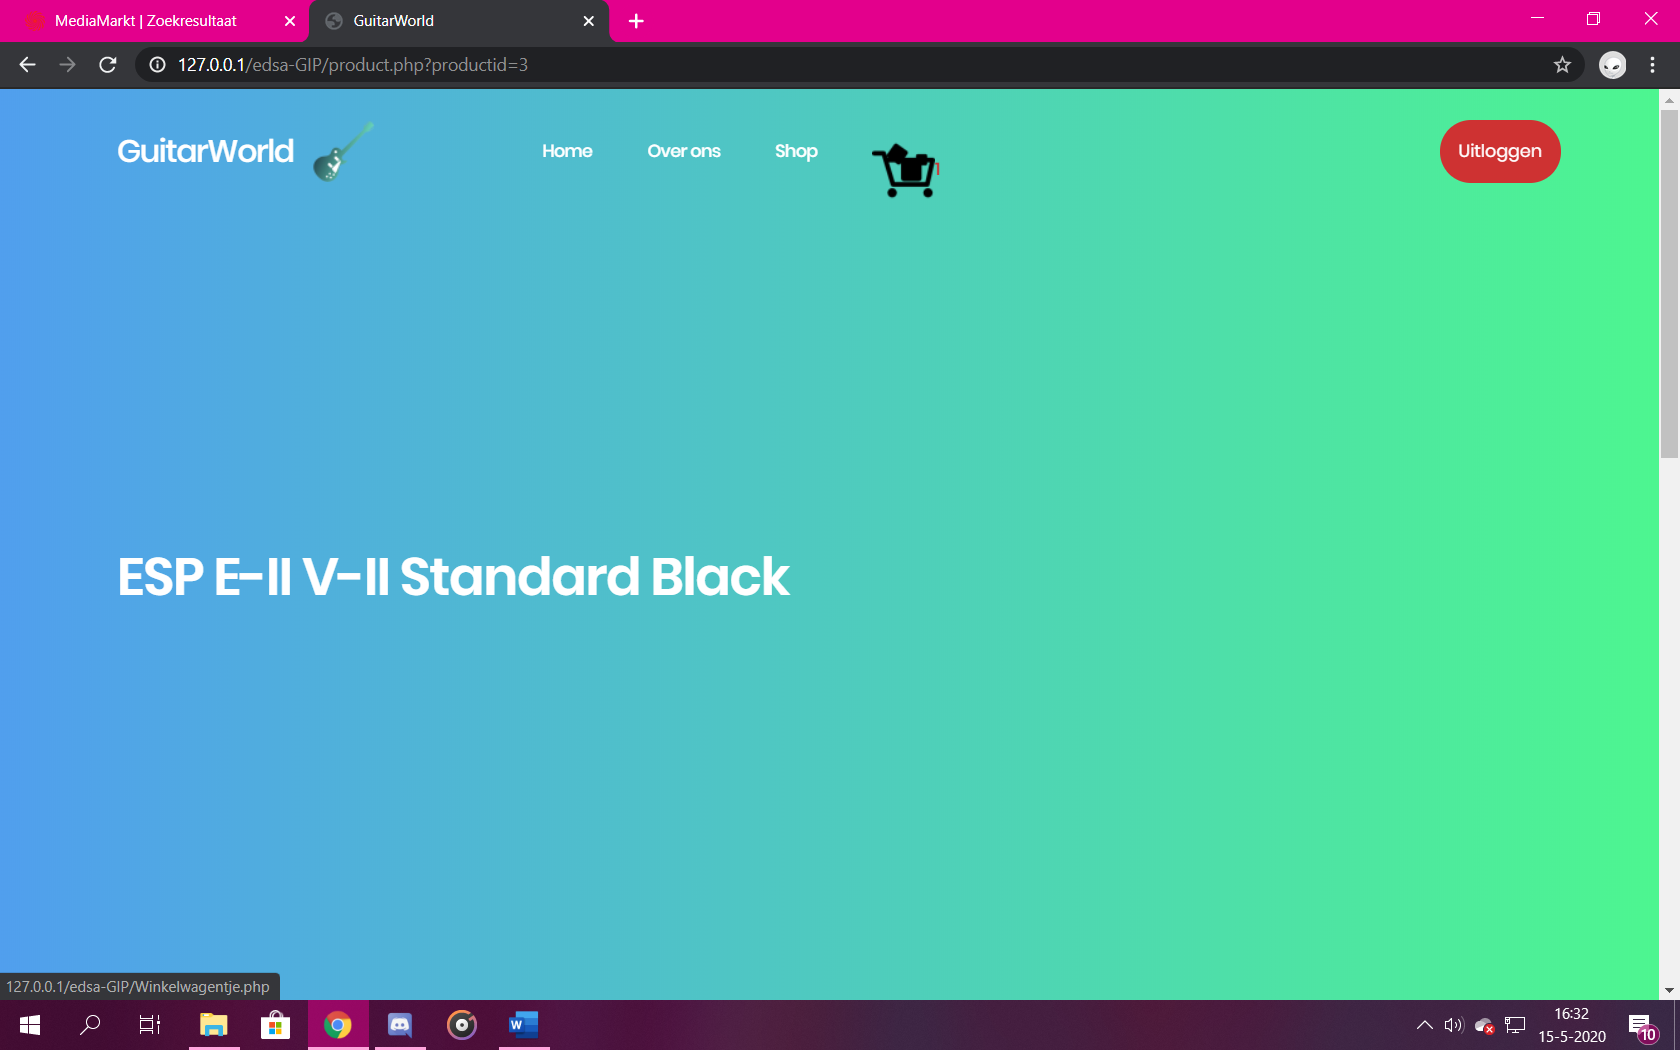 MediaMarkt | Zoekresultaat
GuitarWorld
127.0.0.1/edsa-GIP/product.php?productid=3
GuitarWorld
Home
Over ons
Shop
1
Uitloggen
ESP E-II V-II Standard Black
127.0.0.1/edsa-GIP/Winkelwagentje.php
W
16:32
15-5-2020
10